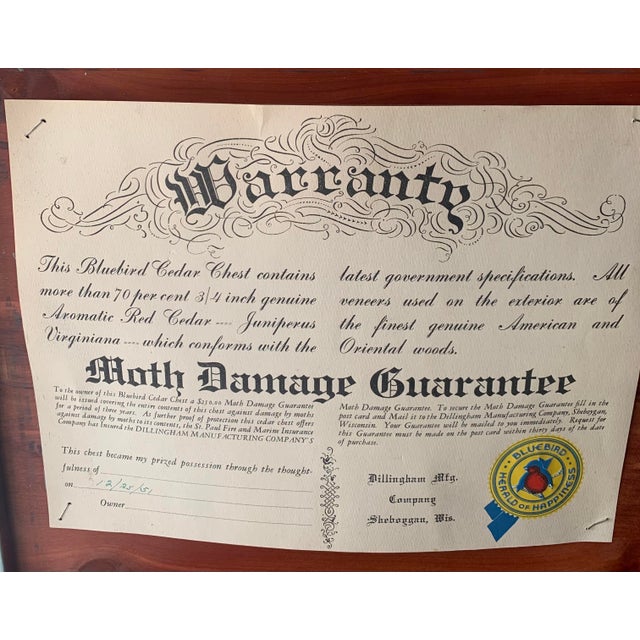 Warranty
This Bluebird Cedar Chest contains
more than 70 per cent 3/4 inch genuine
Aromatic Red Cedar ---- Juniperus
Virginiana ---- which conforms with the
latest government specifications. All
veneers used on the exterior are of
the finest genuine American and
Oriental woods.
Moth Damage Guarantee
To the owner of this Bluebird Cedar Chest a $250.00 Moth Damage Guarantee
will be issued covering the entire contents of this chest against damage by moths
for a period of three years. As further proof of protection this cedar chest offers
against damage by moths to its contents, the St. Paul Fire and Marine Insurance
Company has Insured the DILLINGHAM MANUFACTURING COMPANY'S
Moth Damage Guarantee. To secure the Moth Damage Guarantee fill in the
post card and Mail it to the Dillingham Manufacturing Company, Sheboygan,
Wisconsin. Your Guarantee will be mailed to you immediately. Request for
this Guarantee must be made on the post card within thirty days of the date
of purchase.
This chest became my prized possession through the thought-
fulness of
on 12/25/51
Owner
Dillingham Mfg.
Company
Sheboygan, Wis.
BLUEBIRD
HERALD OF HAPPINESS